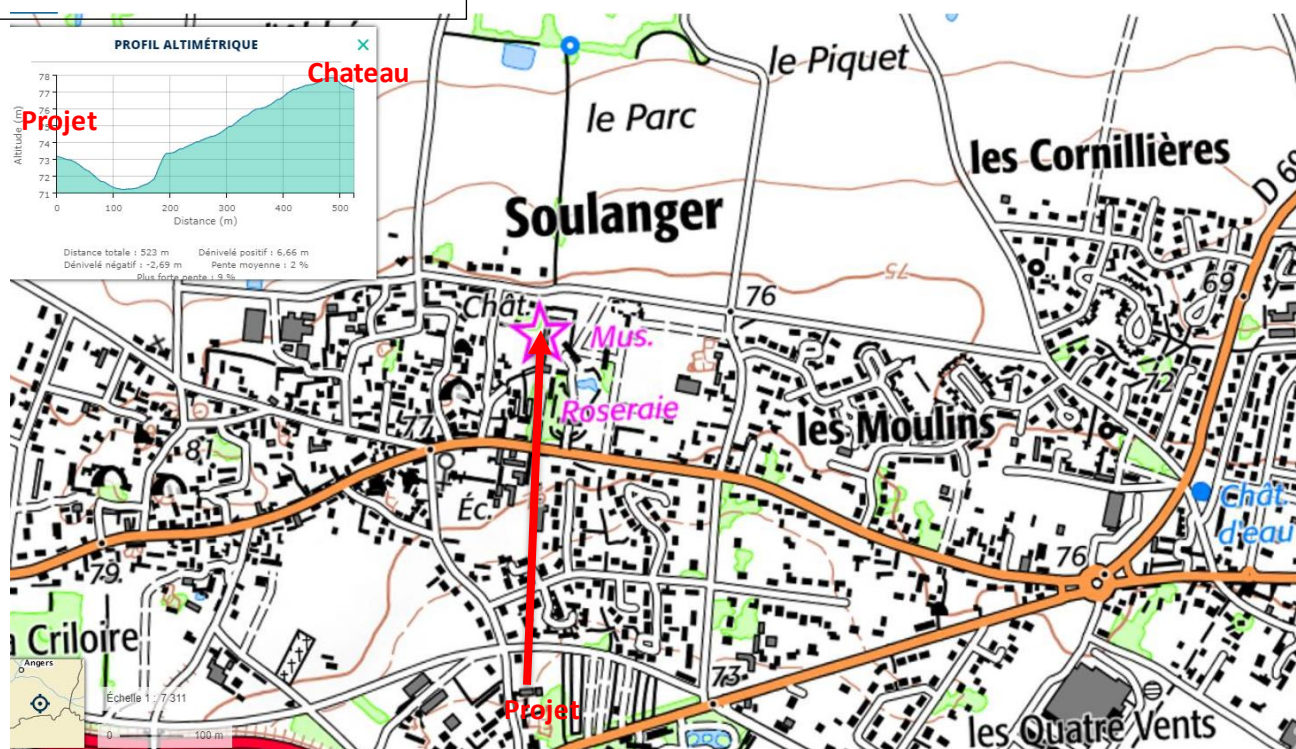 PROFIL ALTIMÉTRIQUE
×
Chateau
Projet
Altitude (m)
78
77
76
75
74
73
72
71
0 100 200 300 400 500
Distance (m)
Distance totale : 523 m Dénivelé positif : 6,66 m
Dénivelé négatif : -2,69 m Pente moyenne : 2 %
Plus forte pente : 9 %
le Piquet
le Parc
les Cornillières
D 69
Soulanger
75
69
76
Chât.
Mus.
Roseraie
77
les Moulins
81
Éc.
Chât.
d'eau
76
79
Criloire
Angers
Échelle 1 : 7 311
0 100 m
Projet
73
les Quatre Vents